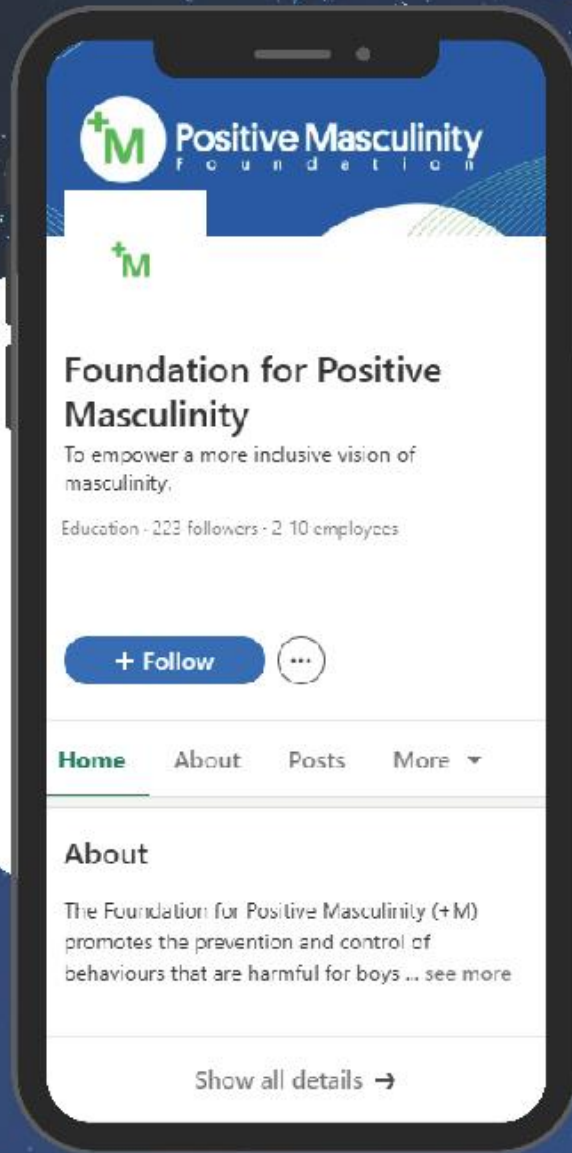 +M Positive Masculinity
Foundation
+M
Foundation for Positive
Masculinity
To empower a more inclusive vision of
masculinity.
Education · 223 followers · 2-10 employees
+ Follow ...
Home About Posts More
About
The Foundation for Positive Masculinity (+M)
promotes the prevention and control of
behaviours that are harmful for boys ... see more
Show all details →